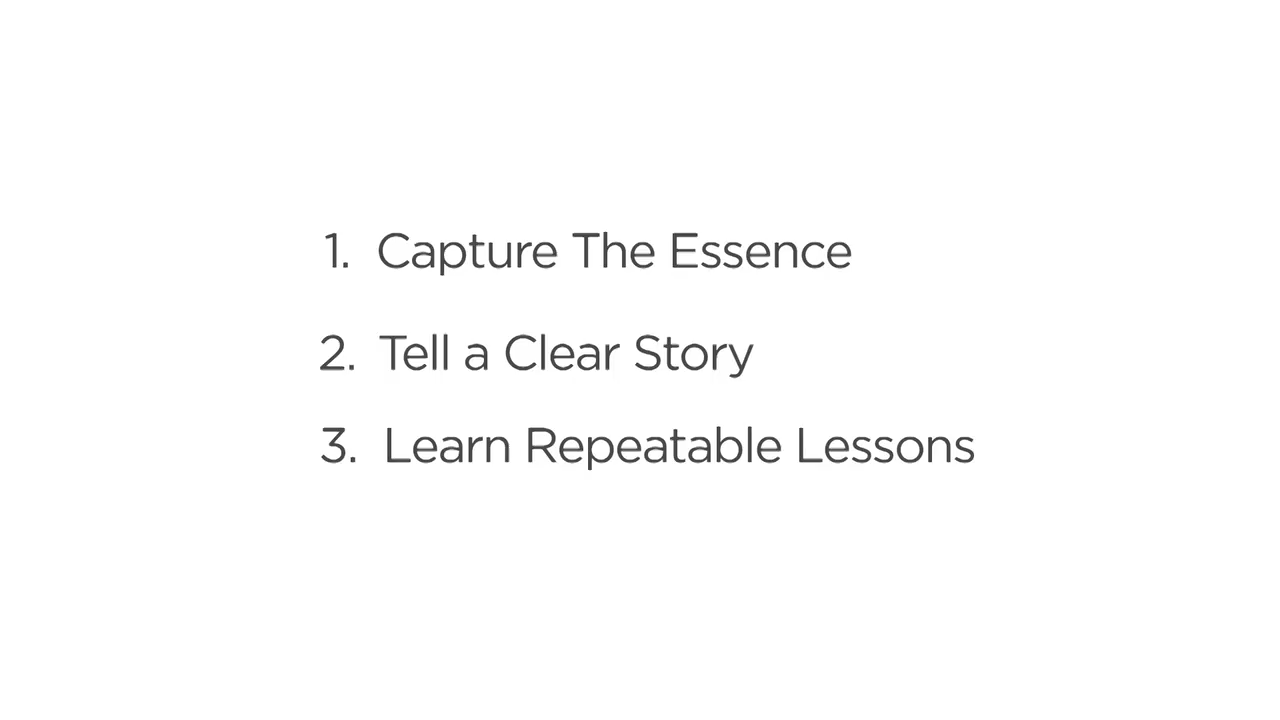 1. Capture The Essence
2. Tell a Clear Story
3. Learn Repeatable Lessons